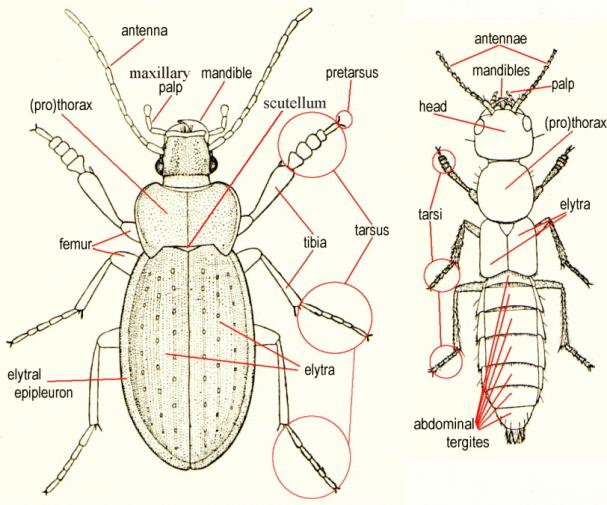 antenna
maxillary
palp
mandible
pretarsus
(pro)thorax
scutellum
femur
tibia
tarsus
elytra
elytral
epipleuron
antennae
mandibles
palp
head
(pro)thorax
tarsi
elytra
abdominal
tergites